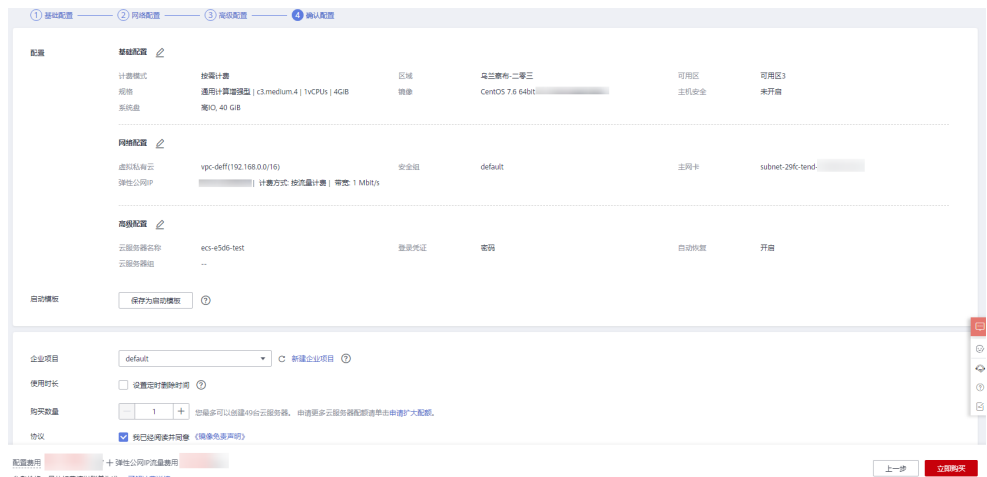 1 基础配置 2 网络配置 3 高级配置 4 确认配置
配置 基础配置
计费模式 按需计费 区域 乌兰察布-二零三 可用区 可用区3
规格 通用计算增强型 | c3.medium.4 | 1vCPUs | 4GiB 镜像 CentOS 7.6 64bit 主机安全 未开启
系统盘 高IO, 40 GiB
网络配置
虚拟私有云 vpc-deff(192.168.0.0/16) 安全组 default 主网卡 subnet-29fc-tend-
弹性公网IP | 计费方式: 按流量计费 | 带宽: 1 Mbit/s
高级配置
云服务器名称 ecs-e5d6-test 登录凭证 密码 自动恢复 开启
云服务器组 --
启动模板 保存为启动模板 ?
企业项目 default C 新建企业项目 ?
使用时长 设置定时删除时间 ?
购买数量 - 1 + 您最多可以创建49台云服务器。 申请更多云服务器配额请单击申请扩大配额。
协议 我已经阅读并同意 《镜像免责声明》
配置费用 + 弹性公网IP流量费用 上一步 立即购买